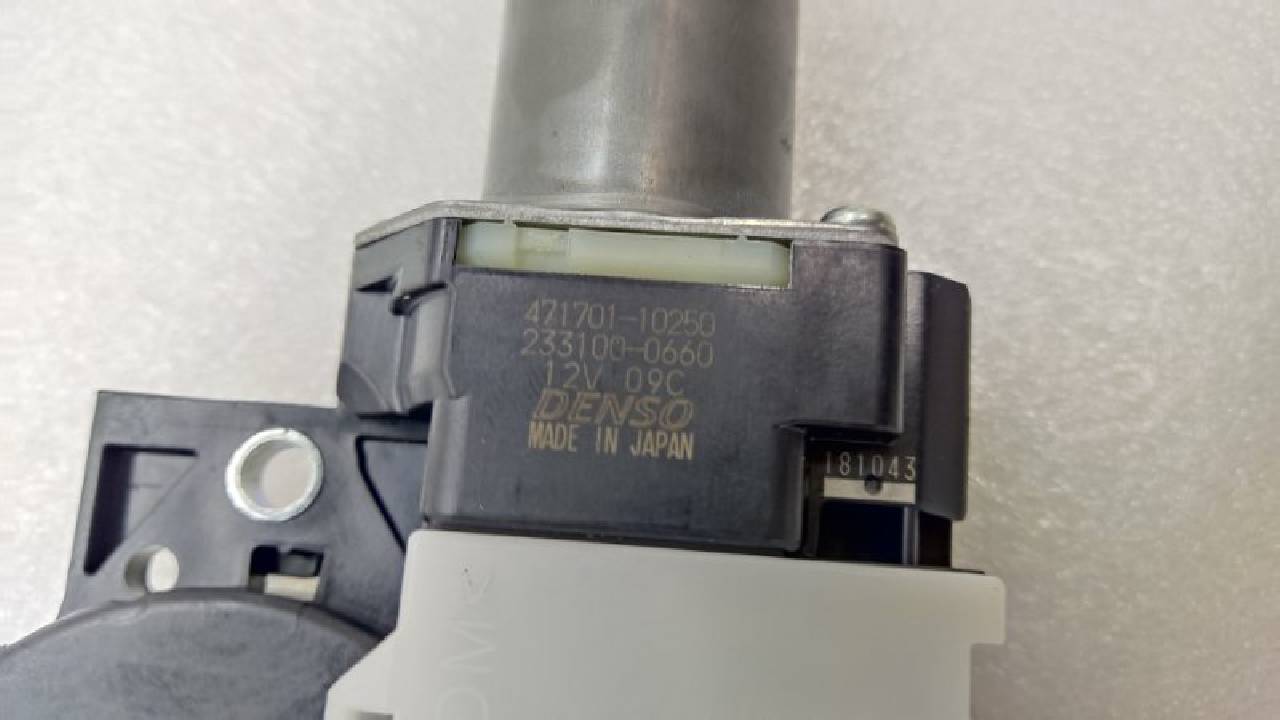 471701-10250
233100-0660
12V 09C
DENSO
MADE IN JAPAN
181043